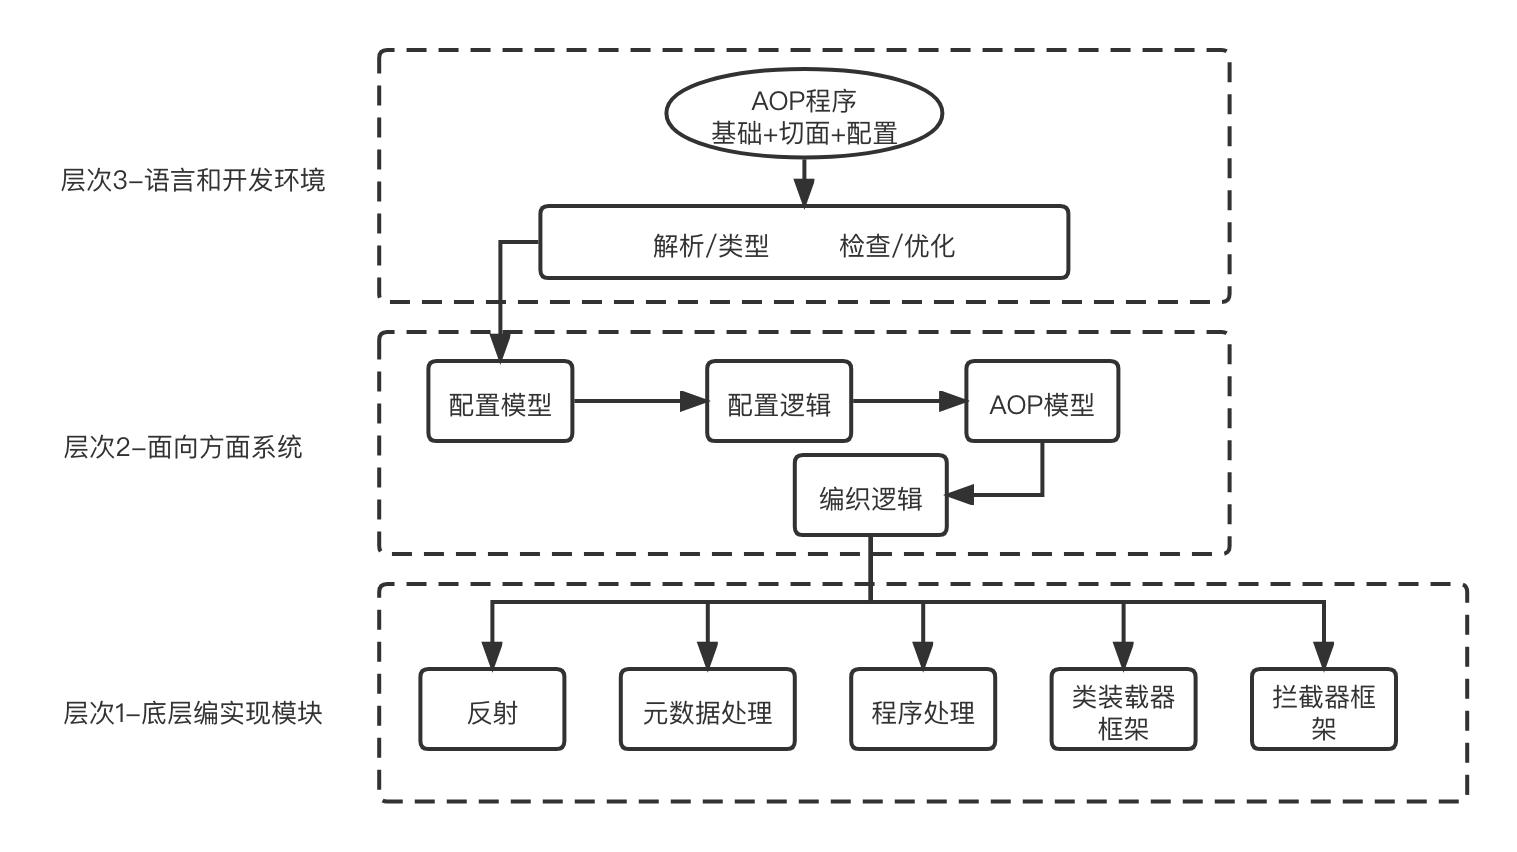 AOP程序
基础+切面+配置
层次3-语言和开发环境
解析/类型 检查/优化
配置模型
配置逻辑
AOP模型
层次2-面向方面系统
编织逻辑
层次1-底层编实现模块
反射
元数据处理
程序处理
类装载器
框架
拦截器框
架